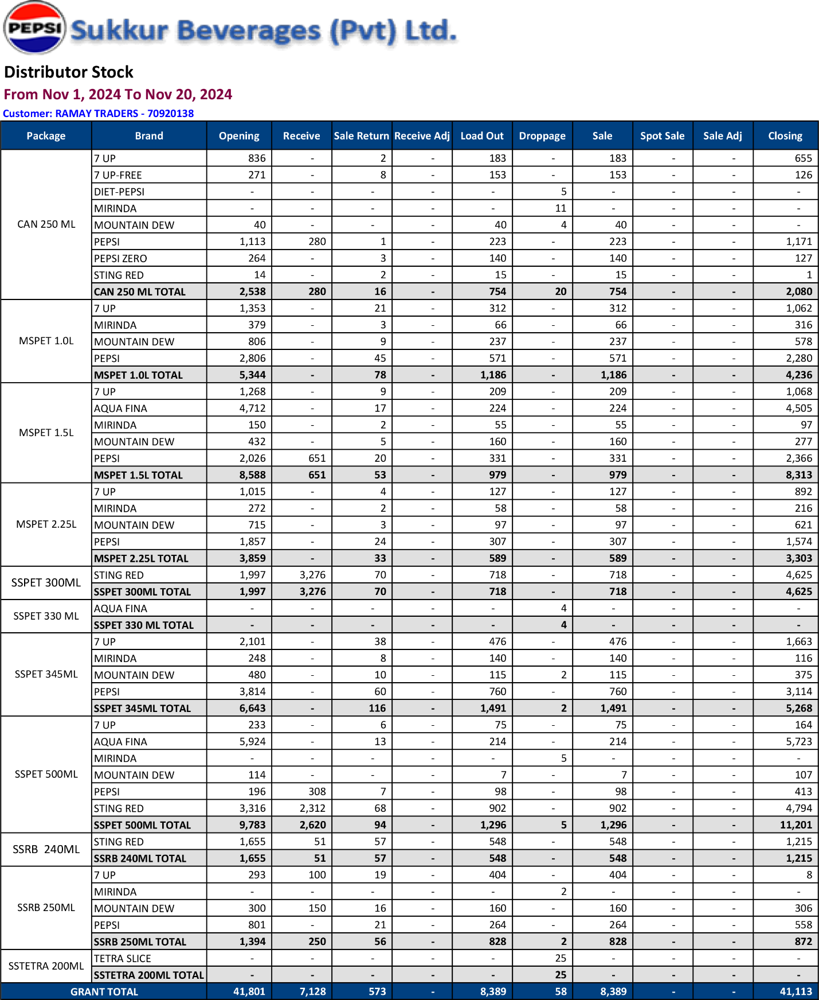 PEPSI
Sukkur Beverages (Pvt) Ltd.
Distributor Stock
From Nov 1, 2024 To Nov 20, 2024
Customer: RAMAY TRADERS - 70920138
Package Brand Opening Receive Sale Return Receive Adj Load Out Droppage Sale Spot Sale Sale Adj Closing
CAN 250 ML
7 UP 836 - 2 - 183 - 183 - - 655
7 UP-FREE 271 - 8 - 153 - 153 - - 126
DIET-PEPSI - - - - - 5 - - - -
MIRINDA - - - - - 11 - - - -
MOUNTAIN DEW 40 - - - 40 4 40 - - -
PEPSI 1,113 280 1 - 223 - 223 - - 1,171
PEPSI ZERO 264 - 3 - 140 - 140 - - 127
STING RED 14 - 2 - 15 - 15 - - 1
CAN 250 ML TOTAL 2,538 280 16 - 754 20 754 - - 2,080
MSPET 1.0L
7 UP 1,353 - 21 - 312 - 312 - - 1,062
MIRINDA 379 - 3 - 66 - 66 - - 316
MOUNTAIN DEW 806 - 9 - 237 - 237 - - 578
PEPSI 2,806 - 45 - 571 - 571 - - 2,280
MSPET 1.0L TOTAL 5,344 - 78 - 1,186 - 1,186 - - 4,236
MSPET 1.5L
7 UP 1,268 - 9 - 209 - 209 - - 1,068
AQUA FINA 4,712 - 17 - 224 - 224 - - 4,505
MIRINDA 150 - 2 - 55 - 55 - - 97
MOUNTAIN DEW 432 - 5 - 160 - 160 - - 277
PEPSI 2,026 651 20 - 331 - 331 - - 2,366
MSPET 1.5L TOTAL 8,588 651 53 - 979 - 979 - - 8,313
MSPET 2.25L
7 UP 1,015 - 4 - 127 - 127 - - 892
MIRINDA 272 - 2 - 58 - 58 - - 216
MOUNTAIN DEW 715 - 3 - 97 - 97 - - 621
PEPSI 1,857 - 24 - 307 - 307 - - 1,574
MSPET 2.25L TOTAL 3,859 - 33 - 589 - 589 - - 3,303
SSPET 300ML
STING RED 1,997 3,276 70 - 718 - 718 - - 4,625
SSPET 300ML TOTAL 1,997 3,276 70 - 718 - 718 - - 4,625
SSPET 330 ML
AQUA FINA - - - - - 4 - - - -
SSPET 330 ML TOTAL - - - - - 4 - - - -
SSPET 345ML
7 UP 2,101 - 38 - 476 - 476 - - 1,663
MIRINDA 248 - 8 - 140 - 140 - - 116
MOUNTAIN DEW 480 - 10 - 115 2 115 - - 375
PEPSI 3,814 - 60 - 760 - 760 - - 3,114
SSPET 345ML TOTAL 6,643 - 116 - 1,491 2 1,491 - - 5,268
SSPET 500ML
7 UP 233 - 6 - 75 - 75 - - 164
AQUA FINA 5,924 - 13 - 214 - 214 - - 5,723
MIRINDA - - - - - 5 - - - -
MOUNTAIN DEW 114 - - - 7 - 7 - - 107
PEPSI 196 308 7 - 98 - 98 - - 413
STING RED 3,316 2,312 68 - 902 - 902 - - 4,794
SSPET 500ML TOTAL 9,783 2,620 94 - 1,296 5 1,296 - - 11,201
SSRB 240ML
STING RED 1,655 51 57 - 548 - 548 - - 1,215
SSRB 240ML TOTAL 1,655 51 57 - 548 - 548 - - 1,215
SSRB 250ML
7 UP 293 100 19 - 404 - 404 - - 8
MIRINDA - - - - - 2 - - - -
MOUNTAIN DEW 300 150 16 - 160 - 160 - - 306
PEPSI 801 - 21 - 264 - 264 - - 558
SSRB 250ML TOTAL 1,394 250 56 - 828 2 828 - - 872
SSTETRA 200ML
TETRA SLICE - - - - - 25 - - - -
SSTETRA 200ML TOTAL - - - - - 25 - - - -
GRANT TOTAL 41,801 7,128 573 - 8,389 58 8,389 - - 41,113